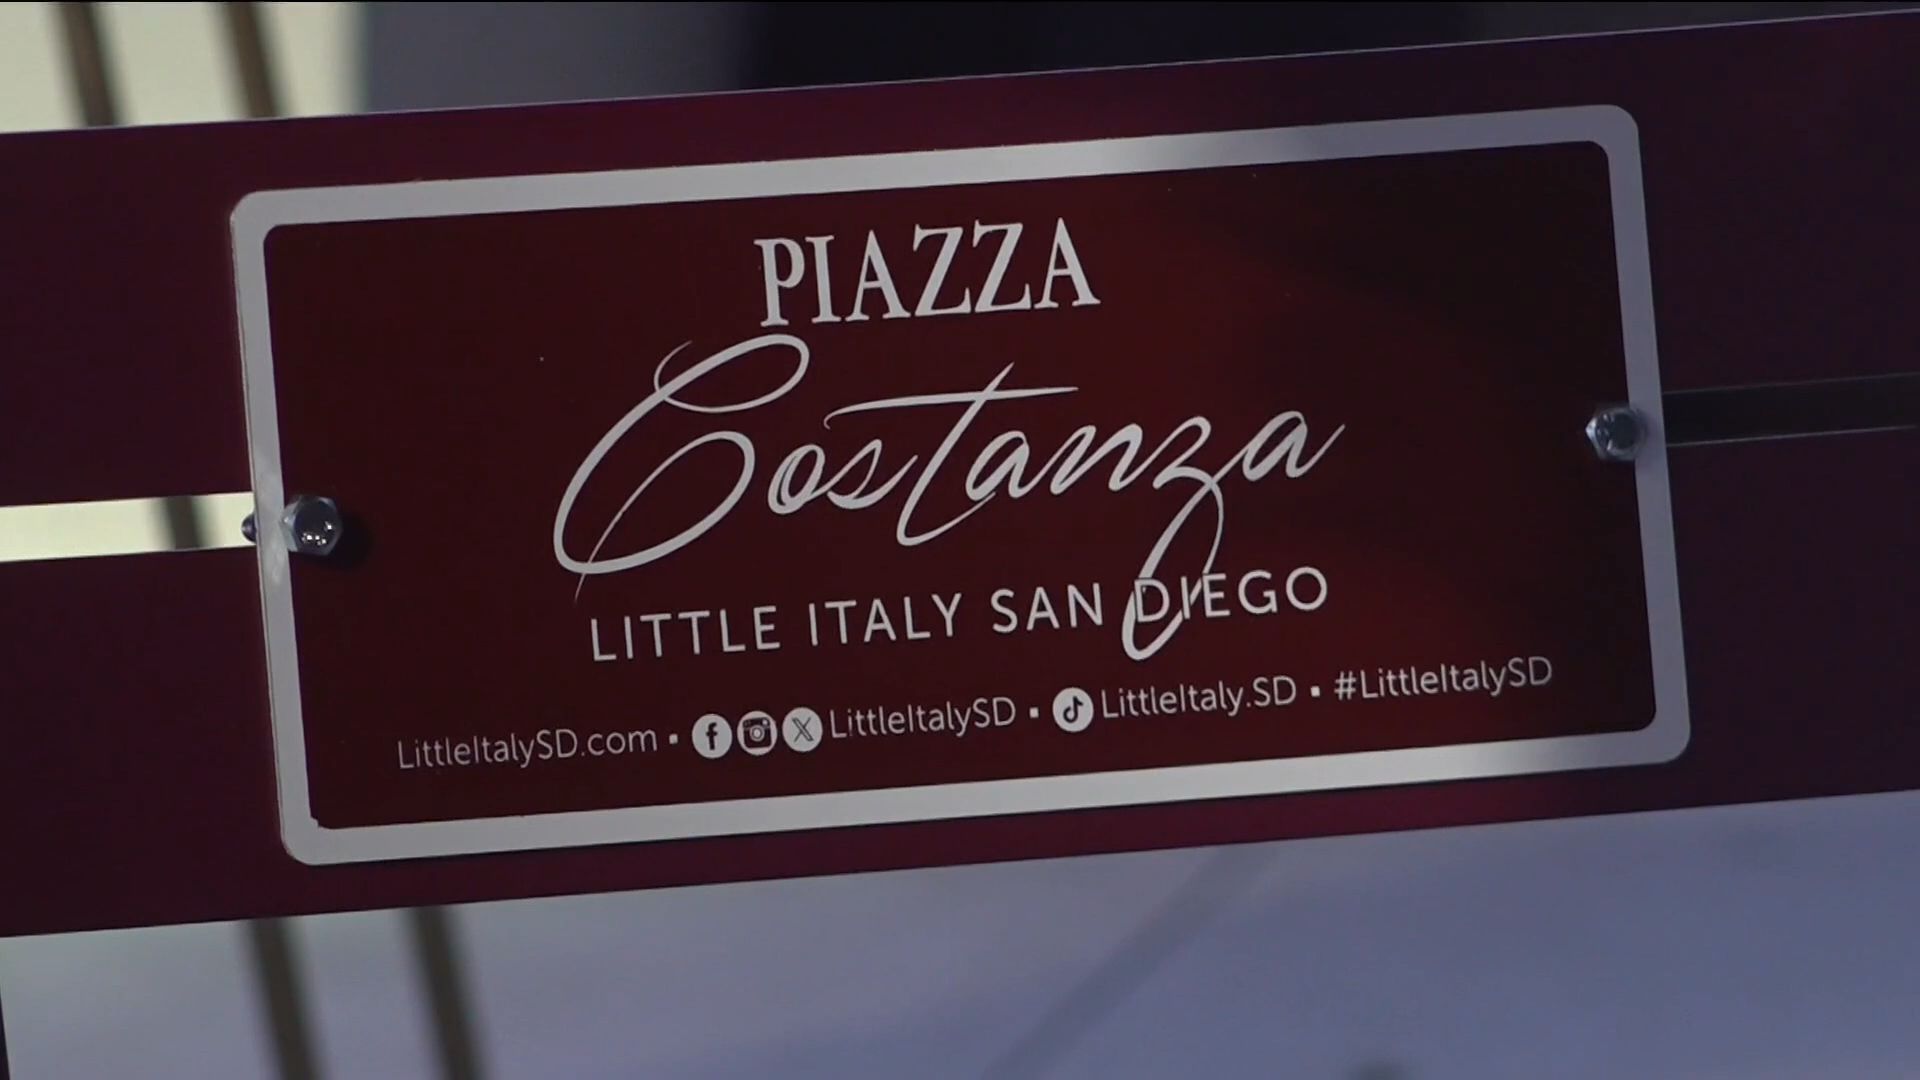 PIAZZA
Costanza
LITTLE ITALY SAN DIEGO
LittleItalySD.com ▪ LittleItalySD ▪ LittleItaly.SD ▪ #LittleItalySD